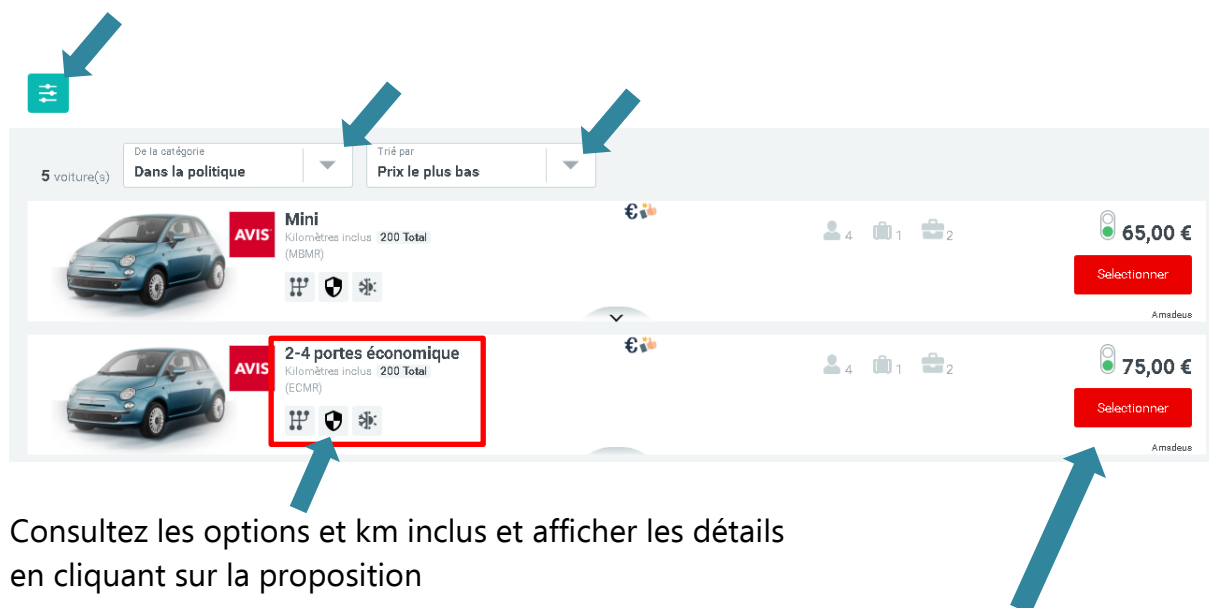 De la catégorie
Trié par
5 voiture(s)
Dans la politique
Prix le plus bas
AVIS
Mini
Kilomètres inclus 200 Total
(MBMR)
€
4
1
2
65,00 €
Selectionner
Amadeus
AVIS
2-4 portes économique
Kilomètres inclus 200 Total
(ECMR)
€
4
1
2
75,00 €
Selectionner
Amadeus
Consultez les options et km inclus et afficher les détails
en cliquant sur la proposition